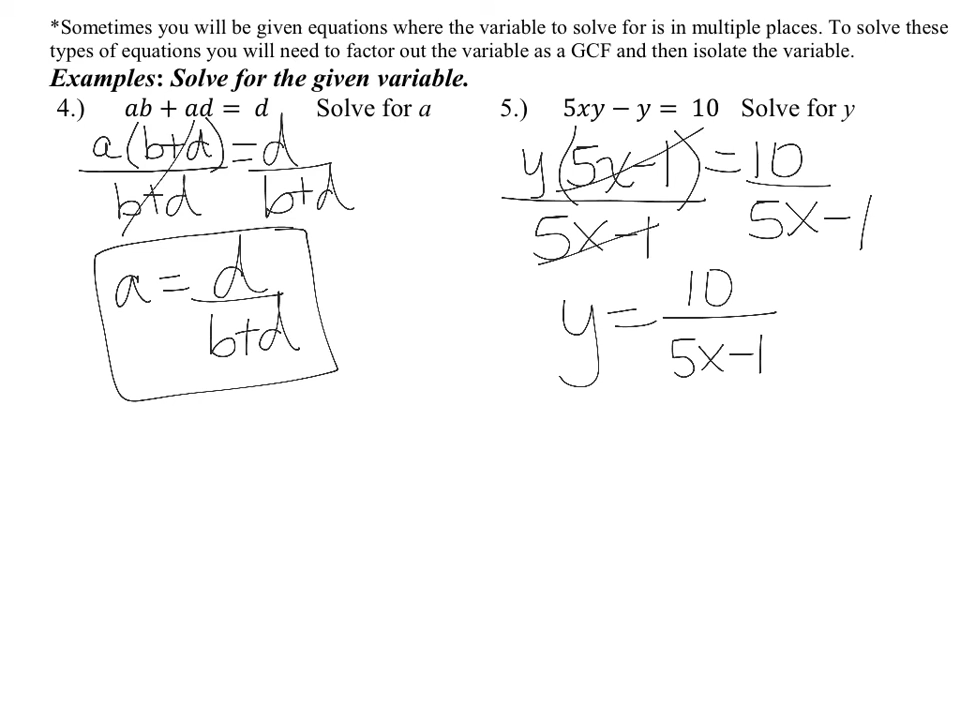 *Sometimes you will be given equations where the variable to solve for is in multiple places. To solve these
types of equations you will need to factor out the variable as a GCF and then isolate the variable.
Examples: Solve for the given variable.
4.) ab + ad = d Solve for a
a(b+d) = d
b+d b+d
a = d
b+d
5.) 5xy − y = 10 Solve for y
y(5x-1) = 10
5x-1 5x-1
y = 10
5x-1